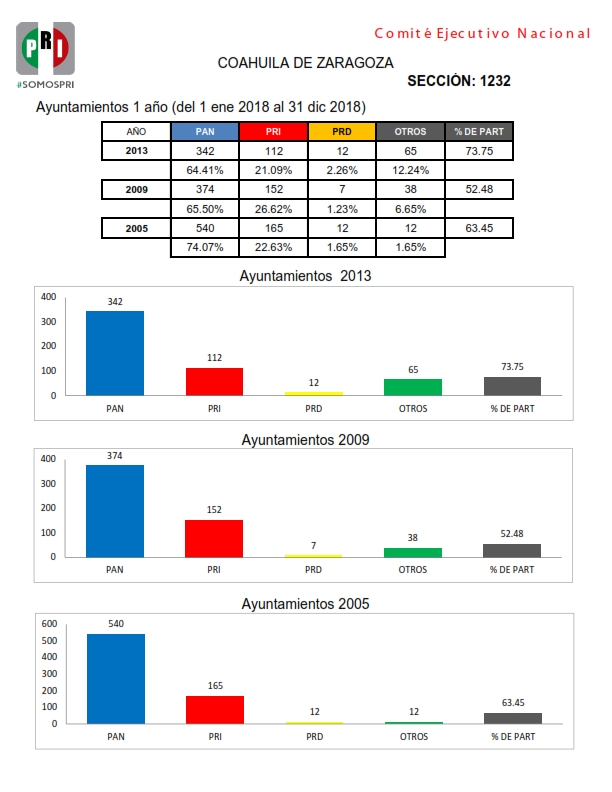 Comité Ejecutivo Nacional
PRI
#SOMOSPRI
COAHUILA DE ZARAGOZA
SECCIÓN: 1232
Ayuntamientos 1 año (del 1 ene 2018 al 31 dic 2018)
AÑO PAN PRI PRD OTROS % DE PART
2013 342 112 12 65 73.75
64.41% 21.09% 2.26% 12.24%
2009 374 152 7 38 52.48
65.50% 26.62% 1.23% 6.65%
2005 540 165 12 12 63.45
74.07% 22.63% 1.65% 1.65%
Ayuntamientos 2013
400
300
200
100
0
342 112 12 65 73.75
PAN PRI PRD OTROS % DE PART
Ayuntamientos 2009
400
300
200
100
0
374 152 7 38 52.48
PAN PRI PRD OTROS % DE PART
Ayuntamientos 2005
600
500
400
300
200
100
0
540 165 12 12 63.45
PAN PRI PRD OTROS % DE PART